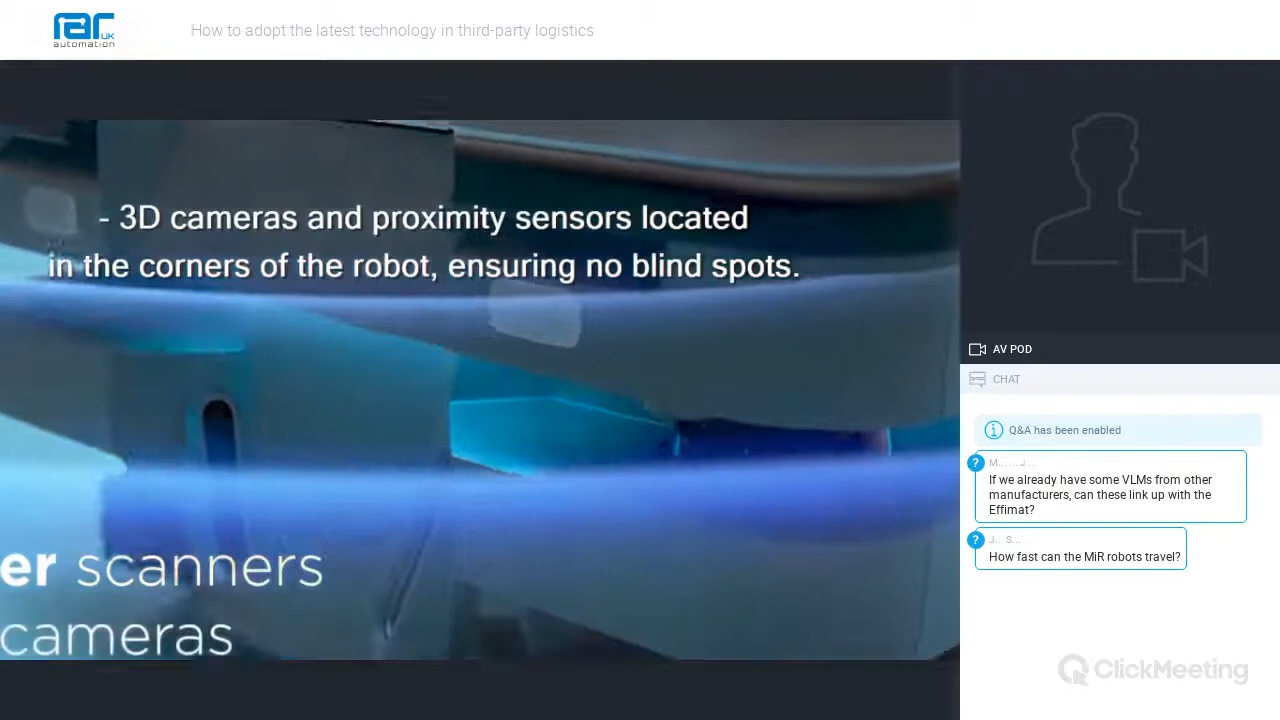 rar UK
automation
How to adopt the latest technology in third-party logistics
- 3D cameras and proximity sensors located
in the corners of the robot, ensuring no blind spots.
er scanners
cameras
AV POD
CHAT
Q&A has been enabled
? M...... J...
If we already have some VLMs from other
manufacturers, can these link up with the
Effimat?
? J... S...
How fast can the MiR robots travel?
ClickMeeting